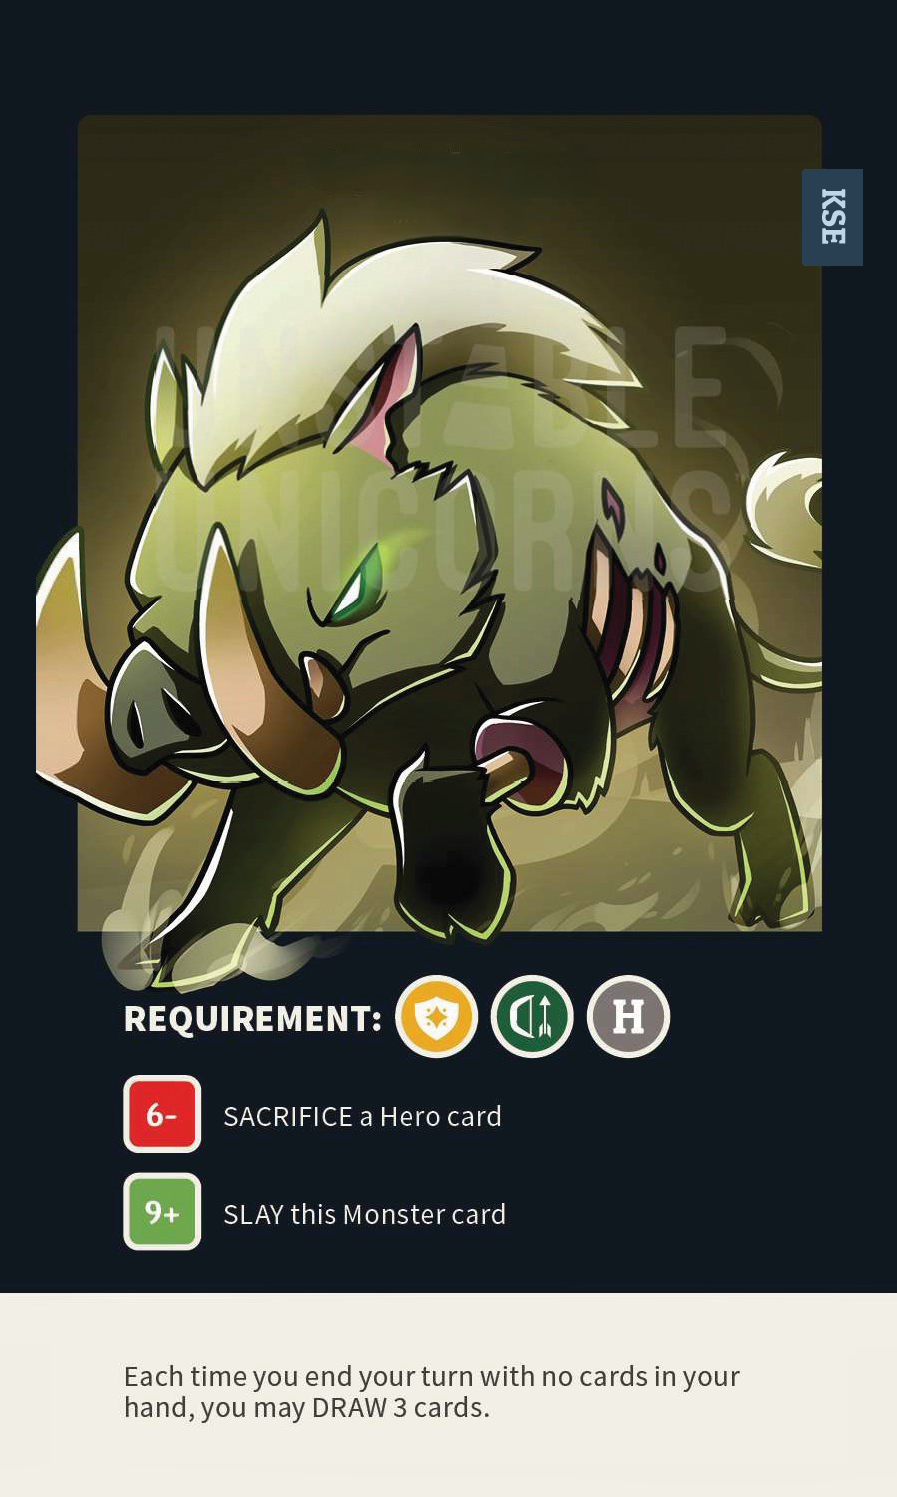 KSE
UNSTABLE
UNICORNS
REQUIREMENT: H
6- SACRIFICE a Hero card
9+ SLAY this Monster card
Each time you end your turn with no cards in your
hand, you may DRAW 3 cards.